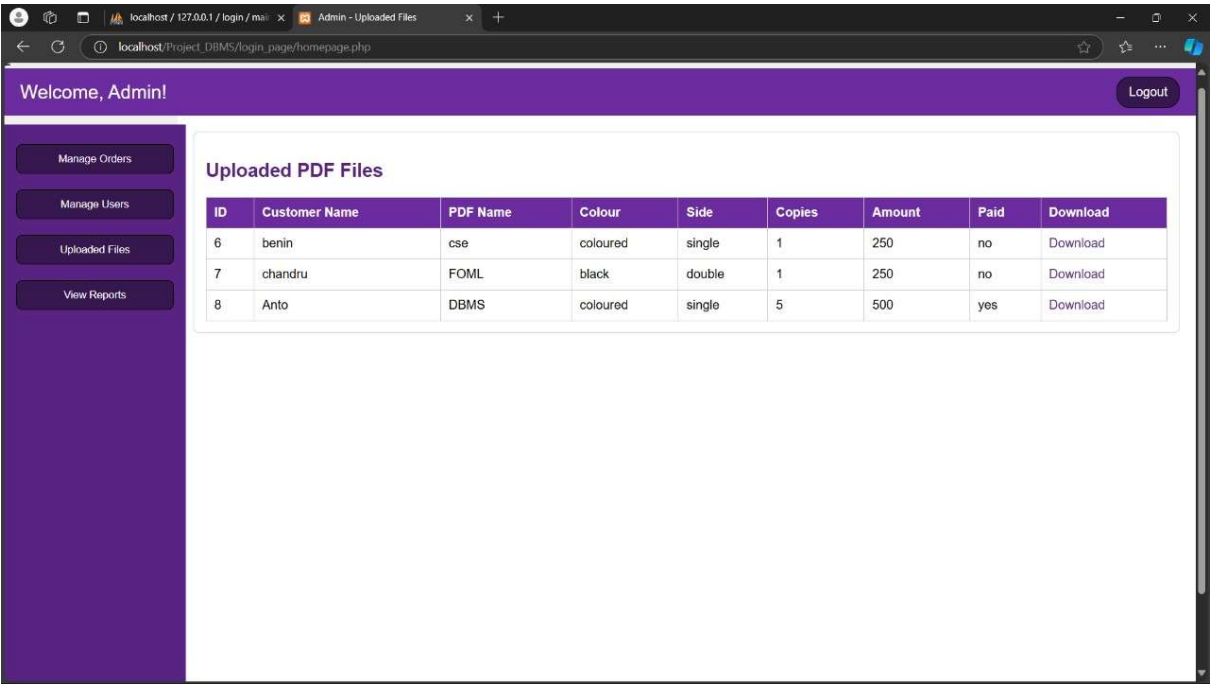 localhost / 127.0.0.1 / login / mai
Admin - Uploaded Files
localhost/Project_DBMS/login_page/homepage.php
Welcome, Admin!
Logout
Manage Orders
Manage Users
Uploaded Files
View Reports
Uploaded PDF Files
ID Customer Name PDF Name Colour Side Copies Amount Paid Download
6 benin cse coloured single 1 250 no Download
7 chandru FOML black double 1 250 no Download
8 Anto DBMS coloured single 5 500 yes Download